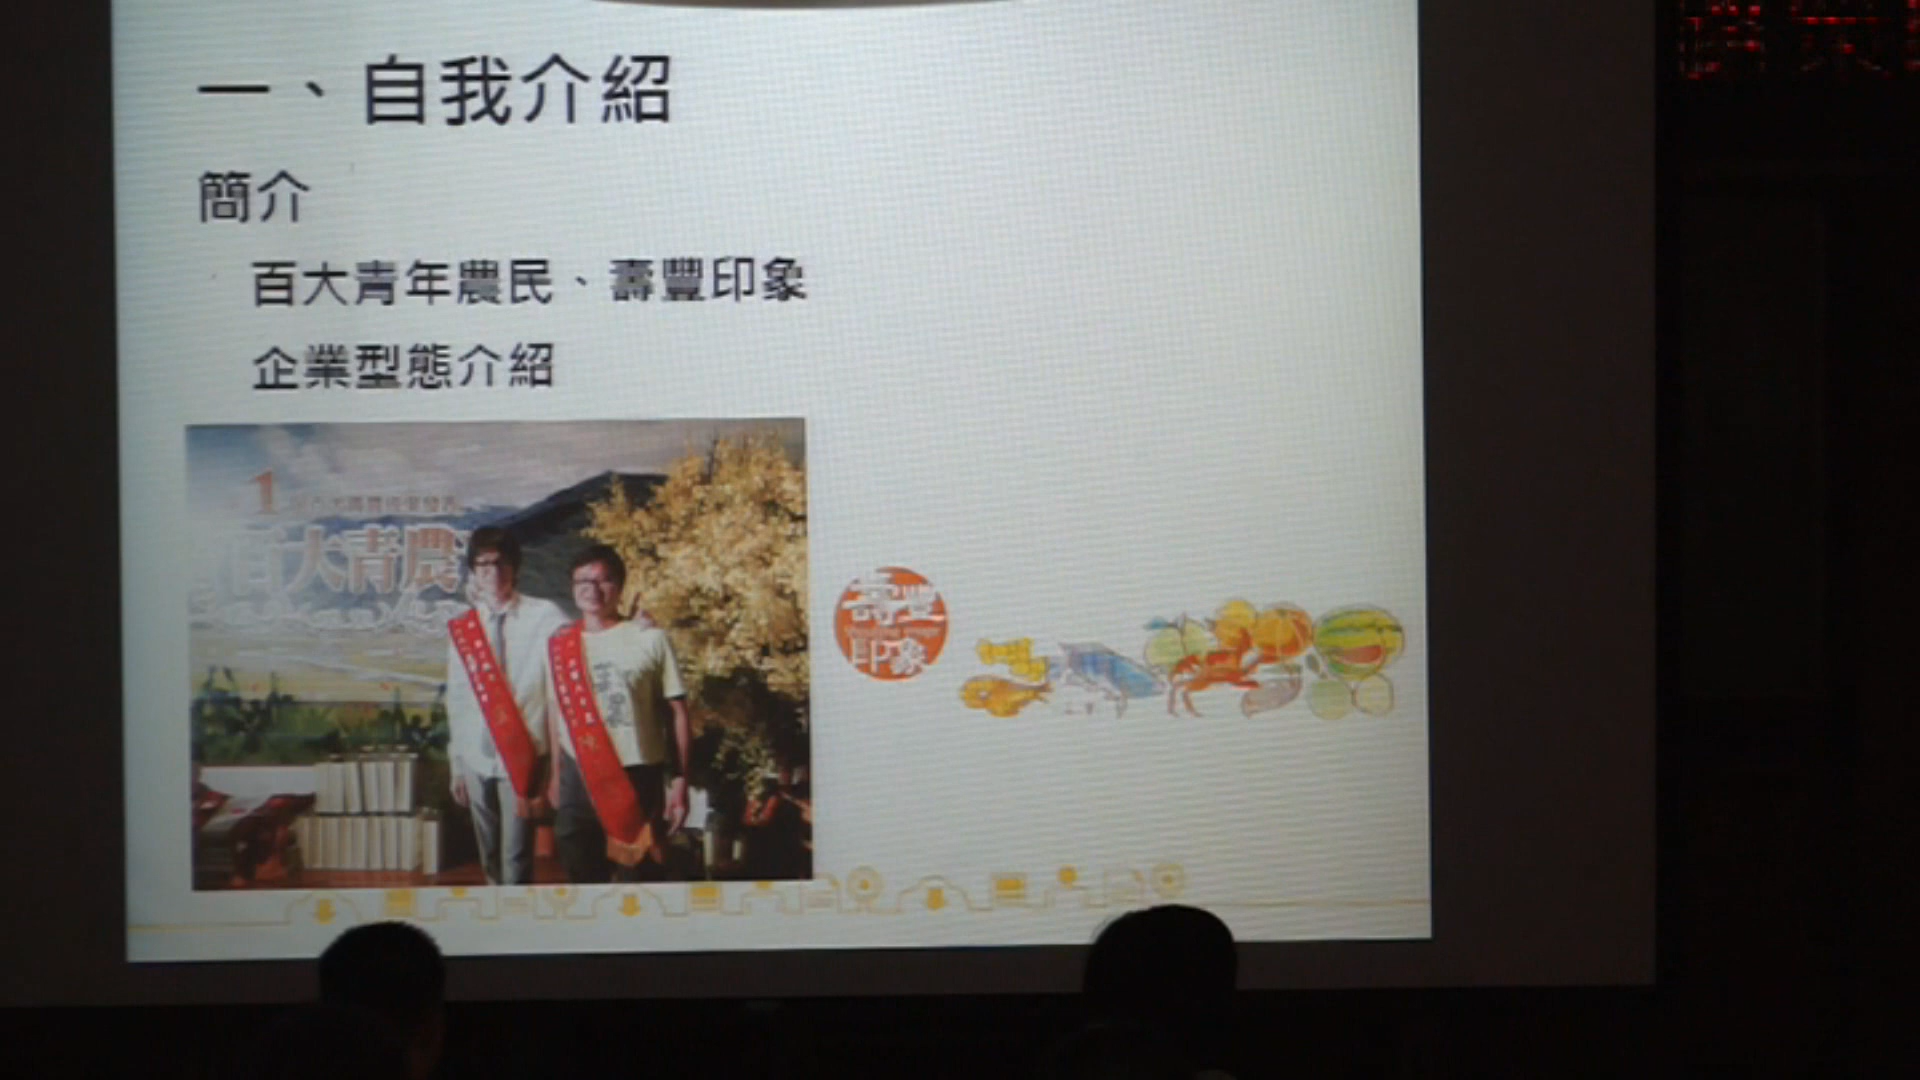 一、自我介紹
簡介
百大青年農民、壽豐印象
企業型態介紹
1
百大青農
壽豐
印象